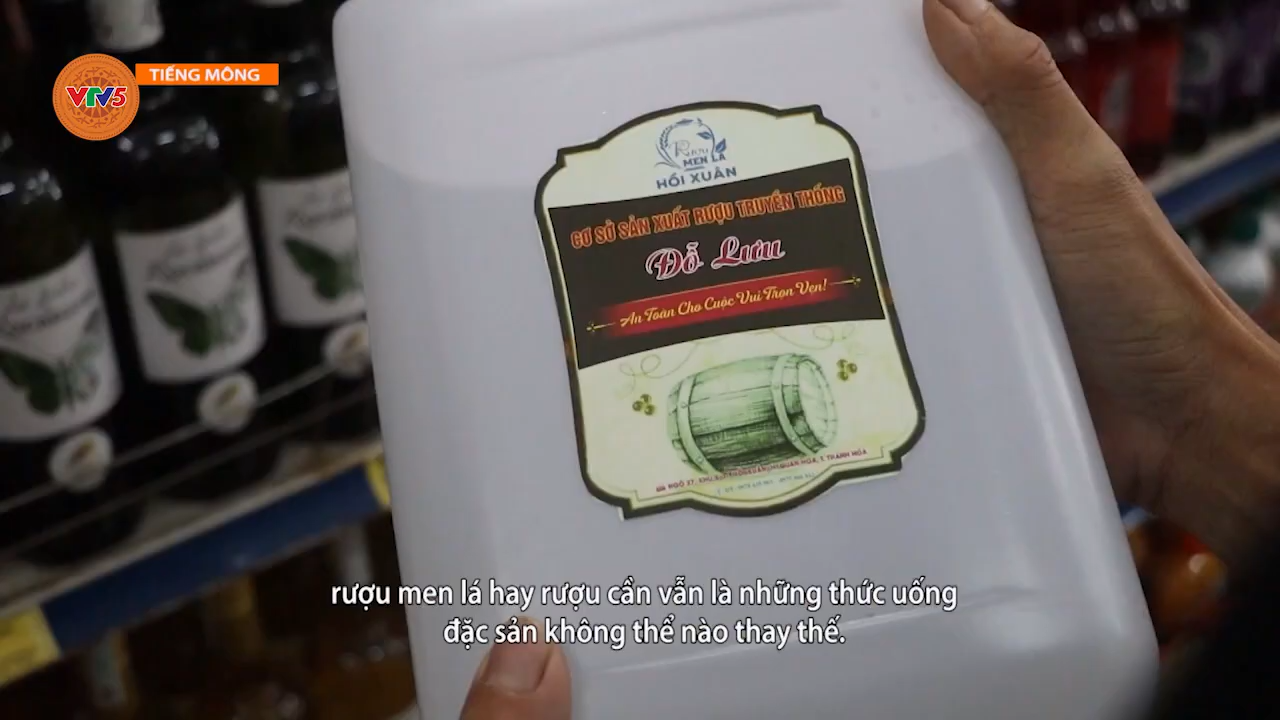 VTV5
TIẾNG MÔNG
Rượu
MEN LÁ
HỒI XUÂN
CƠ SỞ SẢN XUẤT RƯỢU TRUYỀN THỐNG
Đỗ Lưu
An Toàn Cho Cuộc Vui Trọn Vẹn!
rượu men lá hay rượu cần vẫn là những thức uống
đặc sản không thể nào thay thế.